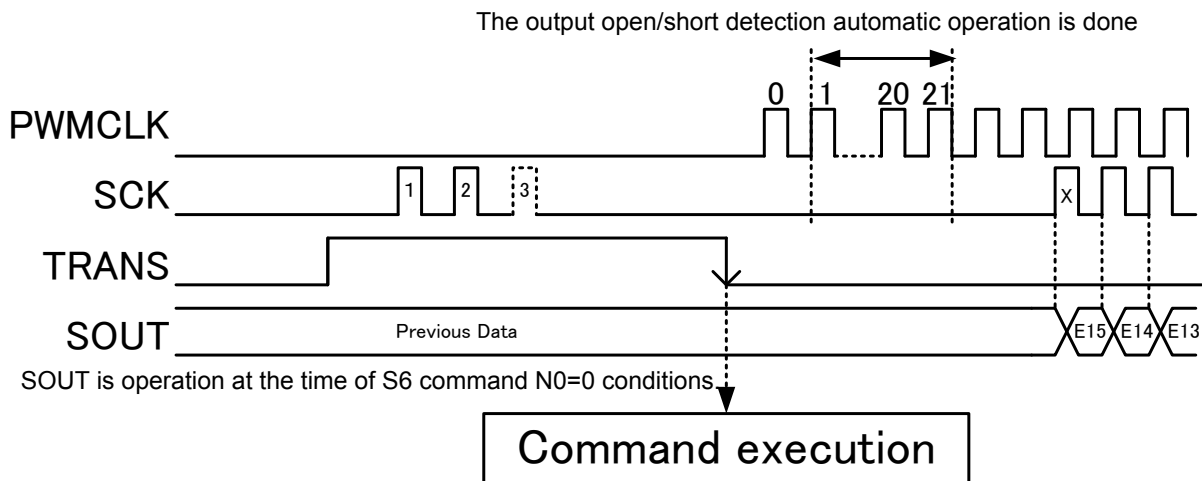 The output open/short detection automatic operation is done
0 1 20 21
PWMCLK
SCK
1 2 3 X
TRANS
SOUT
Previous Data
E15 E14 E13
SOUT is operation at the time of S6 command N0=0 conditions.
Command execution